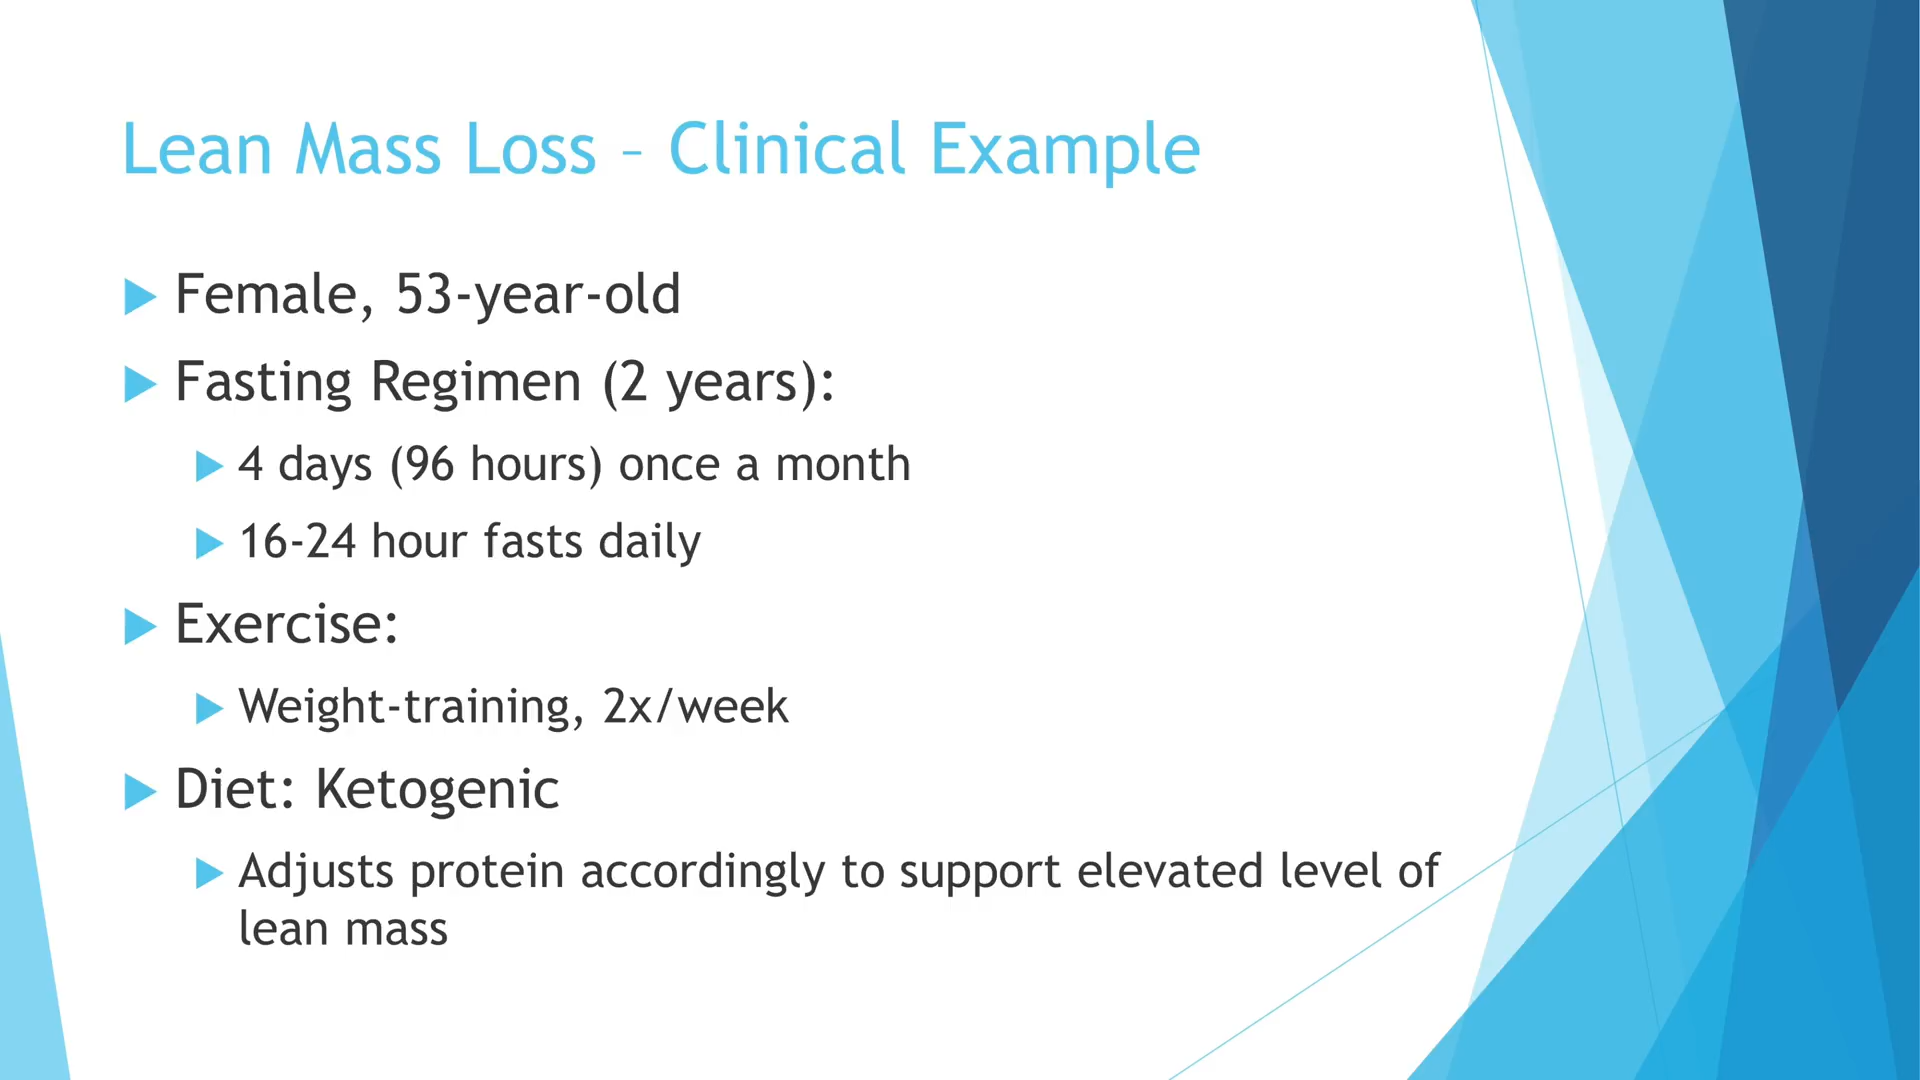 Lean Mass Loss – Clinical Example
Female, 53-year-old
Fasting Regimen (2 years):
4 days (96 hours) once a month
16-24 hour fasts daily
Exercise:
Weight-training, 2x/week
Diet: Ketogenic
Adjusts protein accordingly to support elevated level of
lean mass